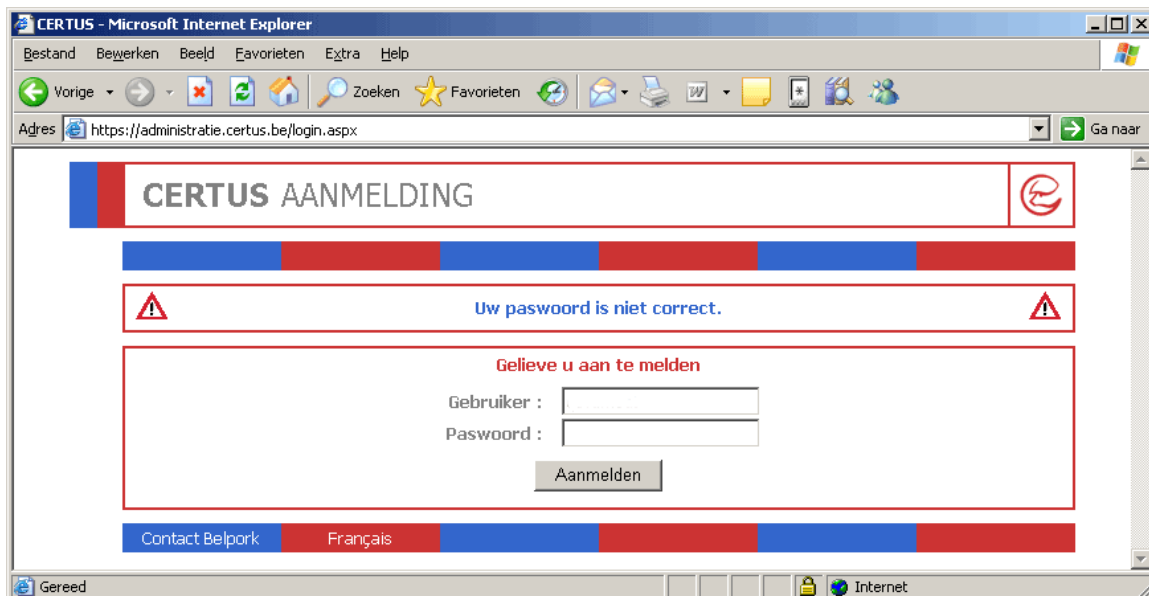 CERTUS - Microsoft Internet Explorer
Bestand Bewerken Beeld Favorieten Extra Help
Vorige Zoeken Favorieten
Adres https://administratie.certus.be/login.aspx Ga naar
CERTUS AANMELDING
Uw paswoord is niet correct.
Gelieve u aan te melden
Gebruiker :
Paswoord :
Aanmelden
Contact Belpork Français
Gereed Internet